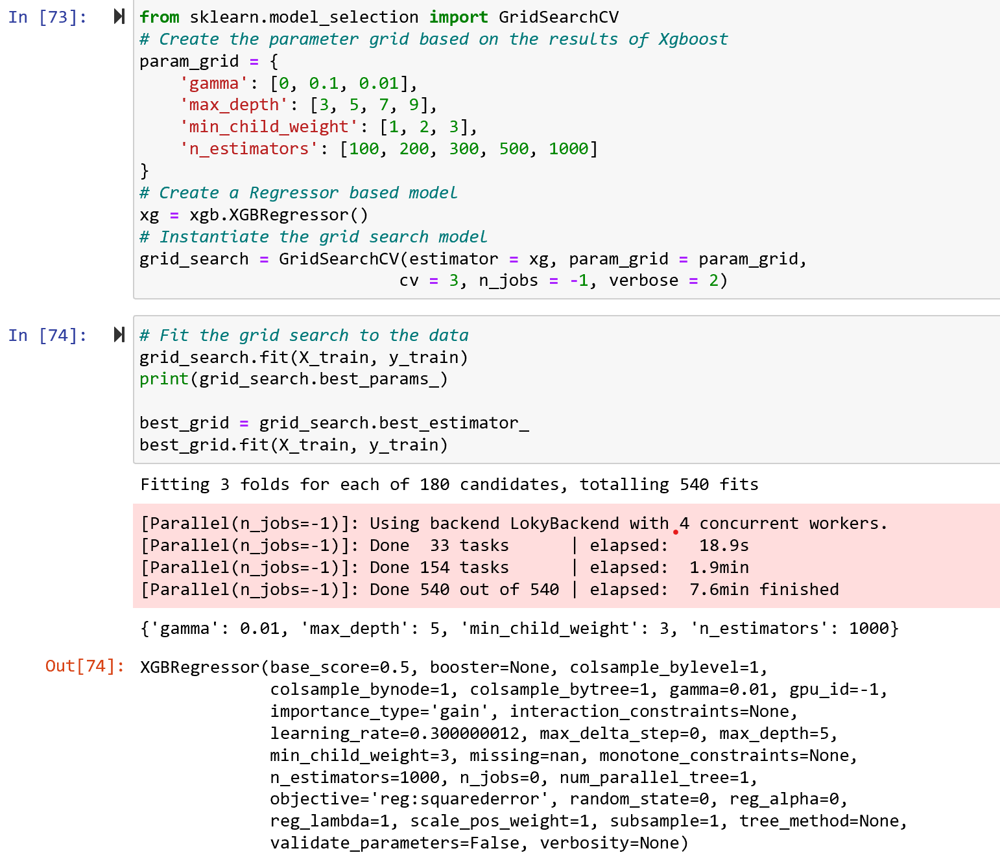 In [73]:
from sklearn.model_selection import GridSearchCV
# Create the parameter grid based on the results of Xgboost
param_grid = {
    'gamma': [0, 0.1, 0.01],
    'max_depth': [3, 5, 7, 9],
    'min_child_weight': [1, 2, 3],
    'n_estimators': [100, 200, 300, 500, 1000]
}
# Create a Regressor based model
xg = xgb.XGBRegressor()
# Instantiate the grid search model
grid_search = GridSearchCV(estimator = xg, param_grid = param_grid,
                          cv = 3, n_jobs = -1, verbose = 2)
In [74]:
# Fit the grid search to the data
grid_search.fit(X_train, y_train)
print(grid_search.best_params_)
best_grid = grid_search.best_estimator_
best_grid.fit(X_train, y_train)
Fitting 3 folds for each of 180 candidates, totalling 540 fits
[Parallel(n_jobs=-1)]: Using backend LokyBackend with 4 concurrent workers.
[Parallel(n_jobs=-1)]: Done  33 tasks      | elapsed:   18.9s
[Parallel(n_jobs=-1)]: Done 154 tasks      | elapsed:  1.9min
[Parallel(n_jobs=-1)]: Done 540 out of 540 | elapsed:  7.6min finished
{'gamma': 0.01, 'max_depth': 5, 'min_child_weight': 3, 'n_estimators': 1000}
Out[74]:
XGBRegressor(base_score=0.5, booster=None, colsample_bylevel=1,
             colsample_bynode=1, colsample_bytree=1, gamma=0.01, gpu_id=-1,
             importance_type='gain', interaction_constraints=None,
             learning_rate=0.300000012, max_delta_step=0, max_depth=5,
             min_child_weight=3, missing=nan, monotone_constraints=None,
             n_estimators=1000, n_jobs=0, num_parallel_tree=1,
             objective='reg:squarederror', random_state=0, reg_alpha=0,
             reg_lambda=1, scale_pos_weight=1, subsample=1, tree_method=None,
             validate_parameters=False, verbosity=None)